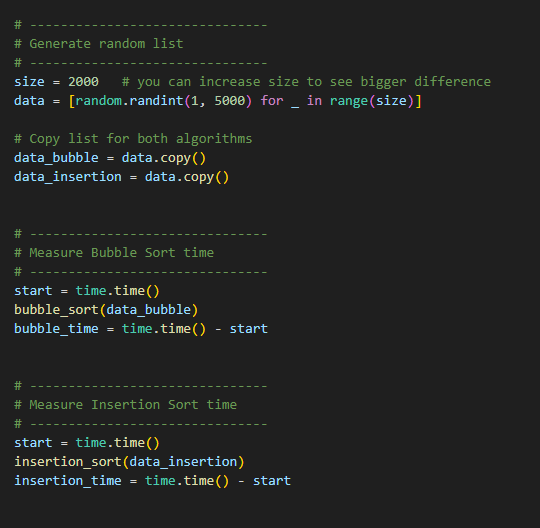 # -------------------------------
# Generate random list
# -------------------------------
size = 2000   # you can increase size to see bigger difference
data = [random.randint(1, 5000) for _ in range(size)]
# Copy list for both algorithms
data_bubble = data.copy()
data_insertion = data.copy()
# -------------------------------
# Measure Bubble Sort time
# -------------------------------
start = time.time()
bubble_sort(data_bubble)
bubble_time = time.time() - start
# -------------------------------
# Measure Insertion Sort time
# -------------------------------
start = time.time()
insertion_sort(data_insertion)
insertion_time = time.time() - start